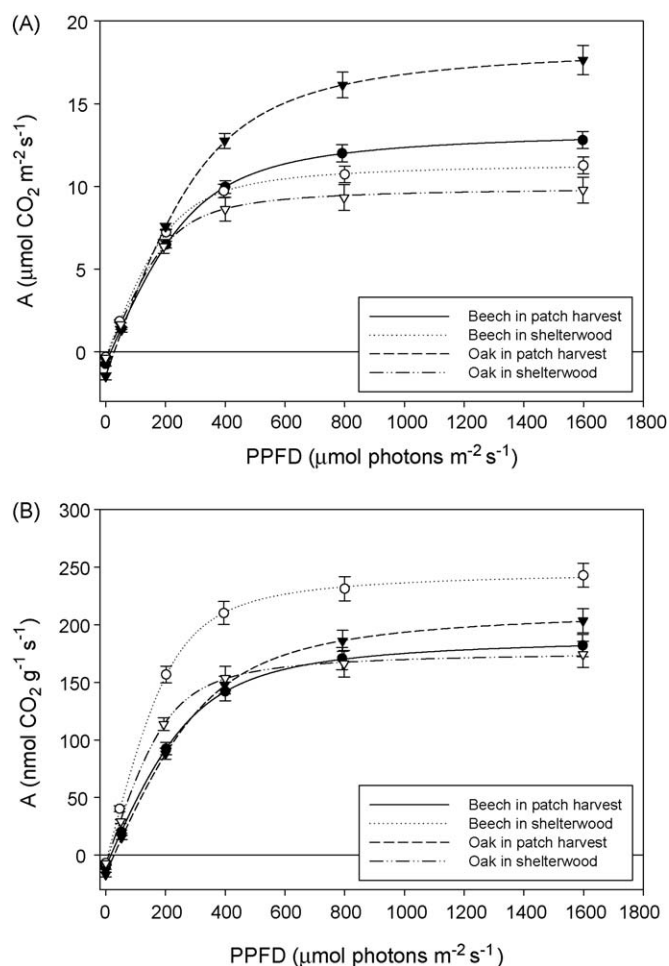 (A)
20
15
10
5
0
A (μmol CO₂ m⁻² s⁻¹)
Beech in patch harvest
Beech in shelterwood
Oak in patch harvest
Oak in shelterwood
0 200 400 600 800 1000 1200 1400 1600 1800
PPFD (μmol photons m⁻² s⁻¹)
(B)
300
250
200
150
100
50
0
A (nmol CO₂ g⁻¹ s⁻¹)
Beech in patch harvest
Beech in shelterwood
Oak in patch harvest
Oak in shelterwood
0 200 400 600 800 1000 1200 1400 1600 1800
PPFD (μmol photons m⁻² s⁻¹)